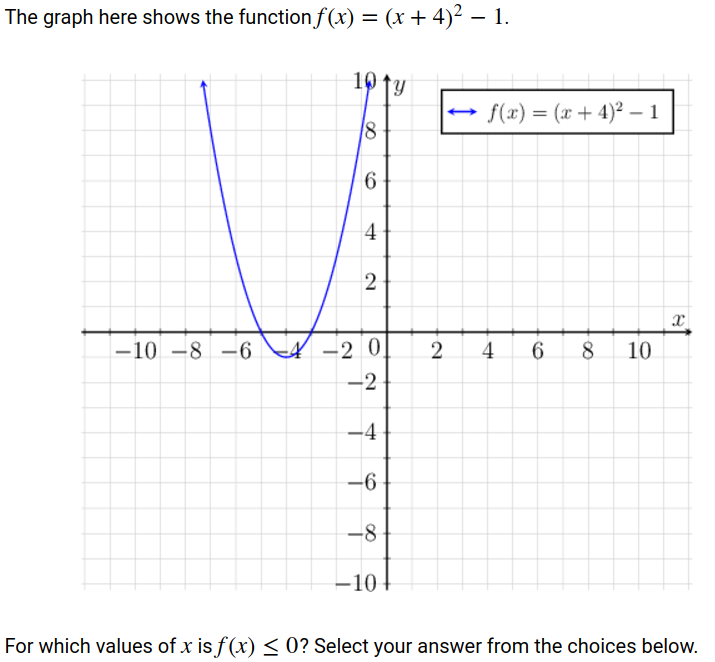 The graph here shows the function f(x) = (x + 4)² − 1.
10 y
f(x) = (x + 4)² − 1
8
6
4
2
x
−10 −8 −6 −4 −2 0 2 4 6 8 10
−2
−4
−6
−8
−10
For which values of x is f(x) ≤ 0? Select your answer from the choices below.